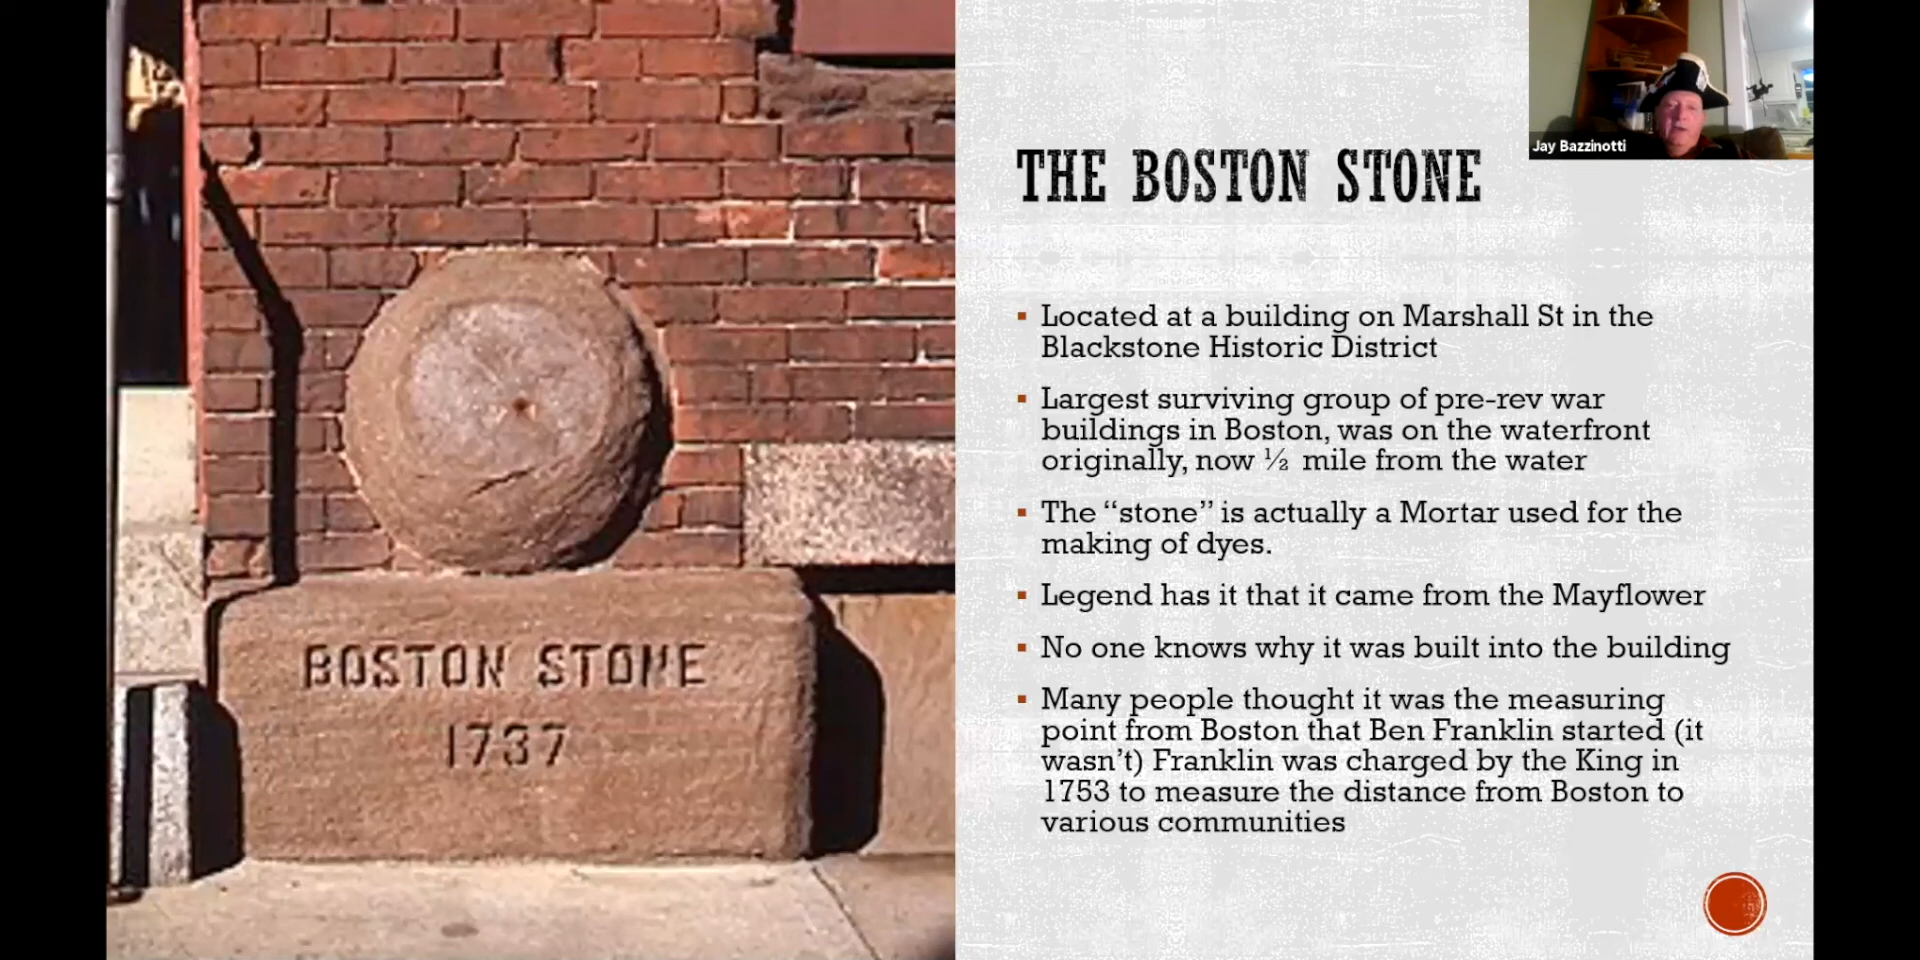 BOSTON STONE
1737
Jay Bazzinotti
THE BOSTON STONE
Located at a building on Marshall St in the
Blackstone Historic District
Largest surviving group of pre-rev war
buildings in Boston, was on the waterfront
originally, now ½ mile from the water
The “stone” is actually a Mortar used for the
making of dyes.
Legend has it that it came from the Mayflower
No one knows why it was built into the building
Many people thought it was the measuring
point from Boston that Ben Franklin started (it
wasn’t) Franklin was charged by the King in
1753 to measure the distance from Boston to
various communities